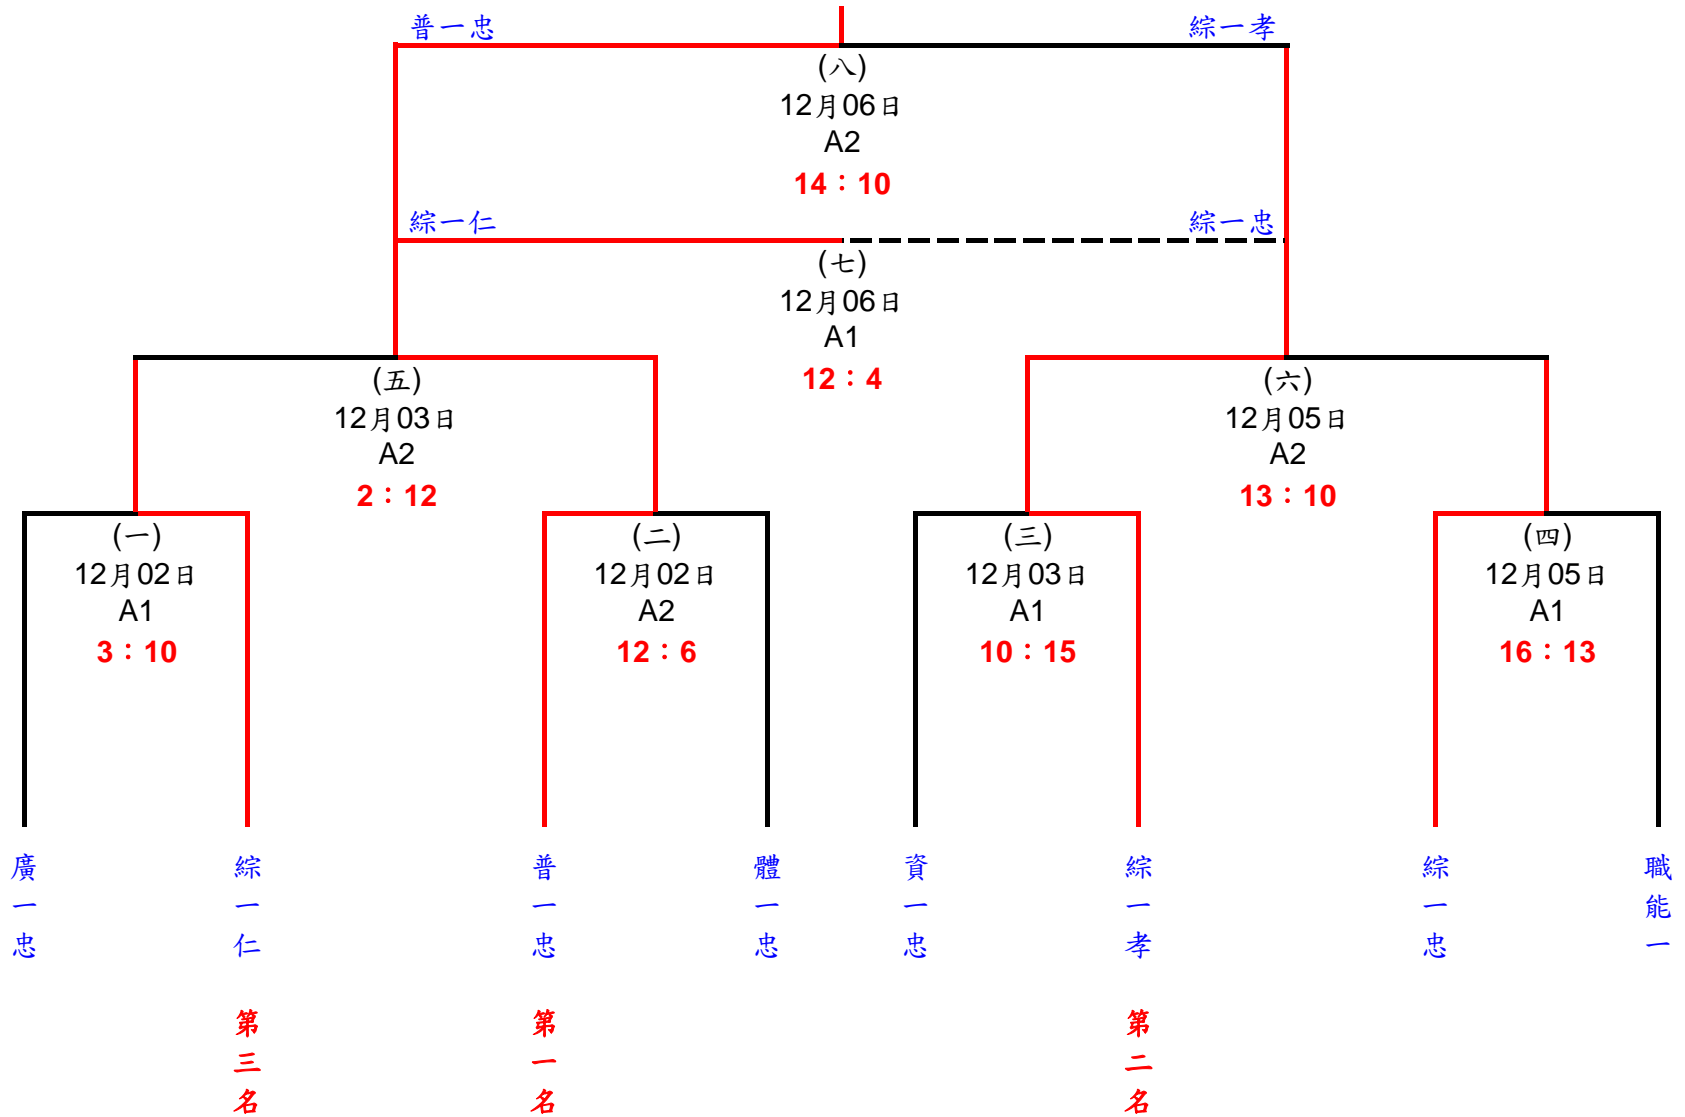 普一忠
綜一孝
(八)
12月06日
A2
14：10
綜一仁
綜一忠
(七)
12月06日
A1
12：4
(五)
12月03日
A2
2：12
(六)
12月05日
A2
13：10
(一)
12月02日
A1
3：10
(二)
12月02日
A2
12：6
(三)
12月03日
A1
10：15
(四)
12月05日
A1
16：13
廣一忠
綜一仁
普一忠
體一忠
資一忠
綜一孝
綜一忠
職能一
第三名
第一名
第二名